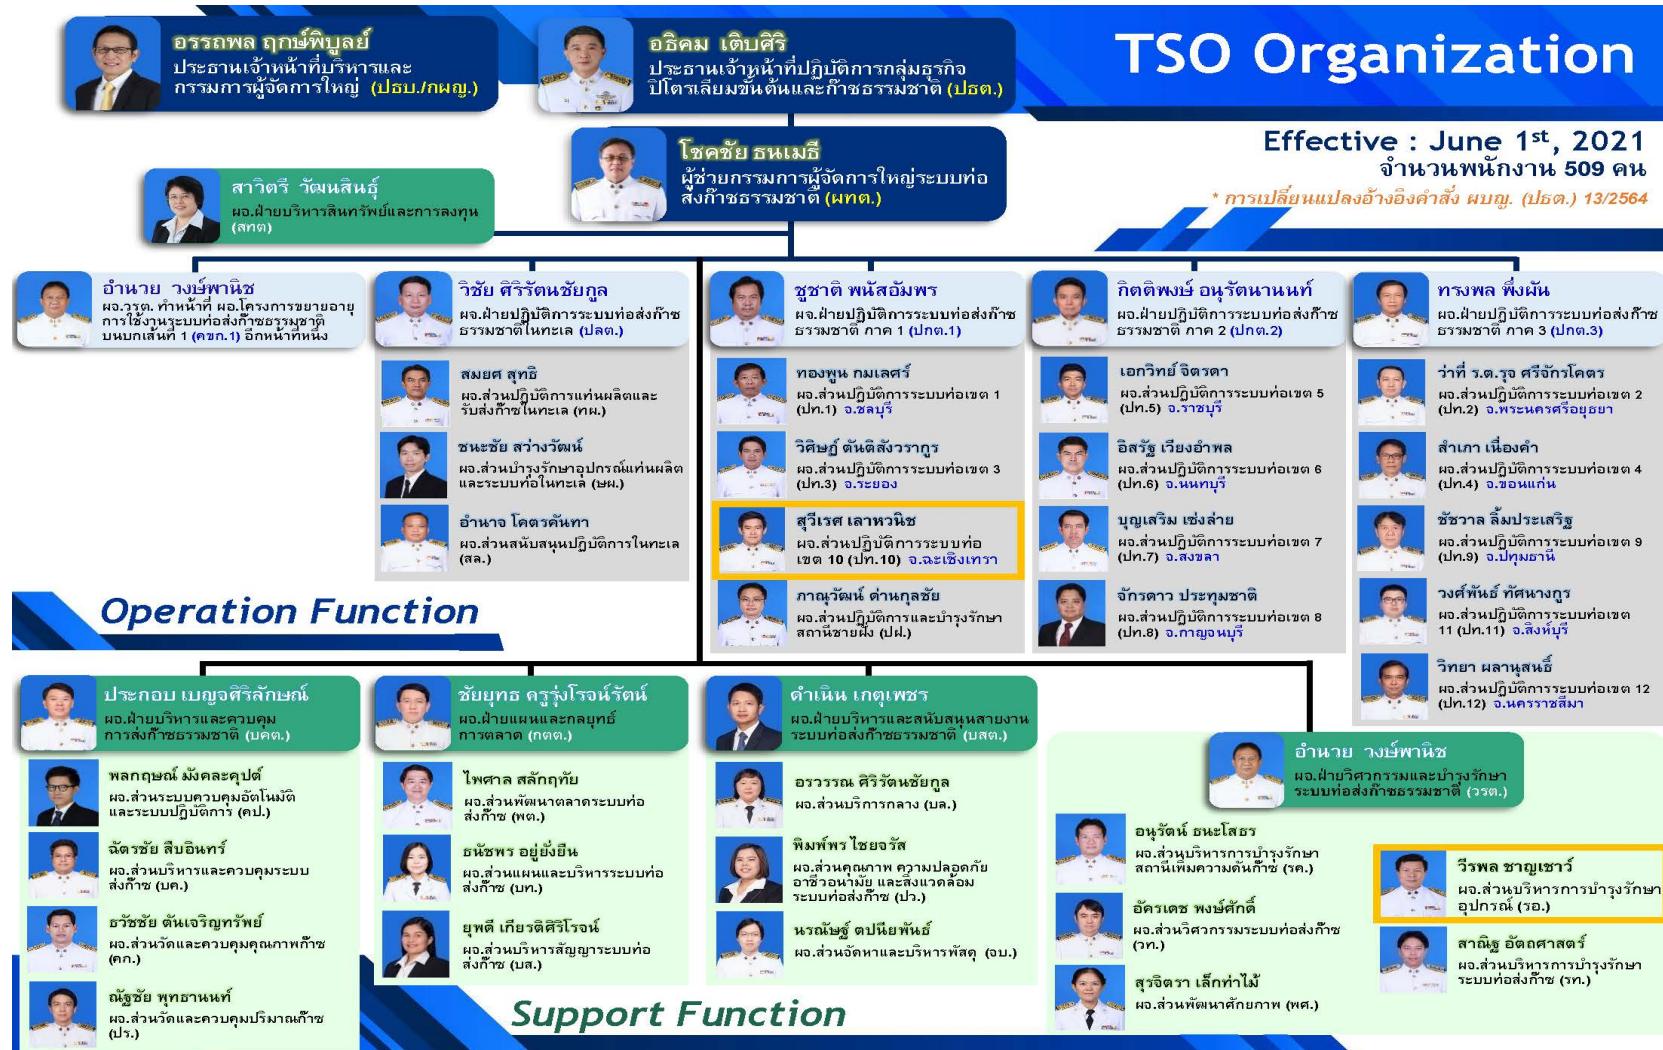 TSO Organization
อรรถพล ฤกษ์พิบูลย์
ประธานเจ้าหน้าที่บริหารและ
กรรมการผู้จัดการใหญ่ (ปธบ./กผญ.)
อธิคม เติบศิริ
ประธานเจ้าหน้าที่ปฏิบัติการกลุ่มธุรกิจ
ปิโตรเลียมขั้นต้นและก๊าซธรรมชาติ (ปธต.)
โชคชัย ธนเมธี
ผู้ช่วยกรรมการผู้จัดการใหญ่ระบบท่อ
ส่งก๊าซธรรมชาติ (ผทต.)
Effective : June 1st, 2021
จำนวนพนักงาน 509 คน
* การเปลี่ยนแปลงอ้างอิงคำสั่ง ผบญ. (ปธต.) 13/2564
สาวิตรี วัฒนสินธุ์
ผจ.ฝ่ายบริหารสินทรัพย์และการลงทุน
(สทต)
อำนวย วงษ์พานิช
ผจ.วรต. ทำหน้าที่ ผอ.โครงการขยายอายุ
การใช้งานระบบท่อส่งก๊าซธรรมชาติ
บนบกเส้นที่ 1 (คขก.1) อีกหน้าที่หนึ่ง
วิชัย ศิริรัตนชัยกูล
ผจ.ฝ่ายปฏิบัติการระบบท่อส่งก๊าซ
ธรรมชาติในทะเล (ปลต.)
สมยศ สุทธิ
ผจ.ส่วนปฏิบัติการแท่นผลิตและ
รับส่งก๊าซในทะเล (ทผ.)
ชนะชัย สว่างวัฒน์
ผจ.ส่วนบำรุงรักษาอุปกรณ์แท่นผลิต
และระบบท่อในทะเล (ษผ.)
อำนาจ โคตรคันทา
ผจ.ส่วนสนับสนุนปฏิบัติการในทะเล
(สล.)
ชูชาติ พนัสอัมพร
ผจ.ฝ่ายปฏิบัติการระบบท่อส่งก๊าซ
ธรรมชาติ ภาค 1 (ปกต.1)
ทองพูน กมเลศร์
ผจ.ส่วนปฏิบัติการระบบท่อเขต 1
(ปท.1) จ.ชลบุรี
วิศิษฎ์ ตันติสังวรากูร
ผจ.ส่วนปฏิบัติการระบบท่อเขต 3
(ปท.3) จ.ระยอง
สุวีเรศ เลาหวนิช
ผจ.ส่วนปฏิบัติการระบบท่อ
เขต 10 (ปท.10) จ.ฉะเชิงเทรา
ภาณุวัฒน์ ด่านกุลชัย
ผจ.ส่วนปฏิบัติการและบำรุงรักษา
สถานีชายฝั่ง (ปฝ.)
กิตติพงษ์ อนุรัตนานนท์
ผจ.ฝ่ายปฏิบัติการระบบท่อส่งก๊าซ
ธรรมชาติ ภาค 2 (ปกต.2)
เอกวิทย์ จิตรดา
ผจ.ส่วนปฏิบัติการระบบท่อเขต 5
(ปท.5) จ.ราชบุรี
อิสรัฐ เวียงอำพล
ผจ.ส่วนปฏิบัติการระบบท่อเขต 6
(ปท.6) จ.นนทบุรี
บุญเสริม เซ่งล่าย
ผจ.ส่วนปฏิบัติการระบบท่อเขต 7
(ปท.7) จ.สงขลา
จักรดาว ประทุมชาติ
ผจ.ส่วนปฏิบัติการระบบท่อเขต 8
(ปท.8) จ.กาญจนบุรี
ทรงพล พึ่งผัน
ผจ.ฝ่ายปฏิบัติการระบบท่อส่งก๊าซ
ธรรมชาติ ภาค 3 (ปกต.3)
ว่าที่ ร.ต.รุจ ศรีจักรโคตร
ผจ.ส่วนปฏิบัติการระบบท่อเขต 2
(ปท.2) จ.พระนครศรีอยุธยา
สำเภา เนื่องคำ
ผจ.ส่วนปฏิบัติการระบบท่อเขต 4
(ปท.4) จ.ขอนแก่น
ชัชวาล ลิ้มประเสริฐ
ผจ.ส่วนปฏิบัติการระบบท่อเขต 9
(ปท.9) จ.ปทุมธานี
วงศ์พันธ์ ทัศนางกูร
ผจ.ส่วนปฏิบัติการระบบท่อเขต
11 (ปท.11) จ.สิงห์บุรี
วิทยา ผลานุสนธิ์
ผจ.ส่วนปฏิบัติการระบบท่อเขต 12
(ปท.12) จ.นครราชสีมา
Operation Function
ประกอบ เบญจศิริลักษณ์
ผจ.ฝ่ายบริหารและควบคุม
การส่งก๊าซธรรมชาติ (บคต.)
พลกฤษณ์ มังคละคุปต์
ผจ.ส่วนระบบควบคุมอัตโนมัติ
และระบบปฏิบัติการ (คป.)
ฉัตรชัย สืบอินทร์
ผจ.ส่วนบริหารและควบคุมระบบ
ส่งก๊าซ (บค.)
ธวัชชัย ตันเจริญทรัพย์
ผจ.ส่วนวัดและควบคุมคุณภาพก๊าซ
(คก.)
ณัฐชัย พุทธานนท์
ผจ.ส่วนวัดและควบคุมปริมาณก๊าซ
(ปร.)
ชัยยุทธ ครูรุ่งโรจน์รัตน์
ผจ.ฝ่ายแผนและกลยุทธ์
การตลาด (กตต.)
ไพศาล สลักฤทัย
ผจ.ส่วนพัฒนาตลาดระบบท่อ
ส่งก๊าซ (พต.)
ธนัชพร อยู่ยั่งยืน
ผจ.ส่วนแผนและบริหารระบบท่อ
ส่งก๊าซ (บท.)
ยุพดี เกียรติศิริโรจน์
ผจ.ส่วนบริหารสัญญาระบบท่อ
ส่งก๊าซ (บส.)
ดำเนิน เกตุเพชร
ผจ.ฝ่ายบริหารและสนับสนุนสายงาน
ระบบท่อส่งก๊าซธรรมชาติ (บสต.)
อรวรรณ ศิริรัตนชัยกูล
ผจ.ส่วนบริการกลาง (บล.)
พิมพ์พร ไชยจรัส
ผจ.ส่วนคุณภาพ ความปลอดภัย
อาชีวอนามัย และสิ่งแวดล้อม
ระบบท่อส่งก๊าซ (ปว.)
นรณัษฐ์ ตปนียพันธ์
ผจ.ส่วนจัดหาและบริหารพัสดุ (จบ.)
อำนวย วงษ์พานิช
ผจ.ฝ่ายวิศวกรรมและบำรุงรักษา
ระบบท่อส่งก๊าซธรรมชาติ (วรต.)
อนุรัตน์ ธนะโสธร
ผจ.ส่วนบริหารการบำรุงรักษา
สถานีเพิ่มความดันก๊าซ (รค.)
อัครเดช พงษ์ศักดิ์
ผจ.ส่วนวิศวกรรมระบบท่อส่งก๊าซ
(วท.)
สุรจิตรา เล็กท่าไม้
ผจ.ส่วนพัฒนาศักยภาพ (พศ.)
วีรพล ชาญเชาว์
ผจ.ส่วนบริหารการบำรุงรักษา
อุปกรณ์ (รอ.)
สาณิฐ อัตถศาสตร์
ผจ.ส่วนบริหารการบำรุงรักษา
ระบบท่อส่งก๊าซ (รท.)
Support Function